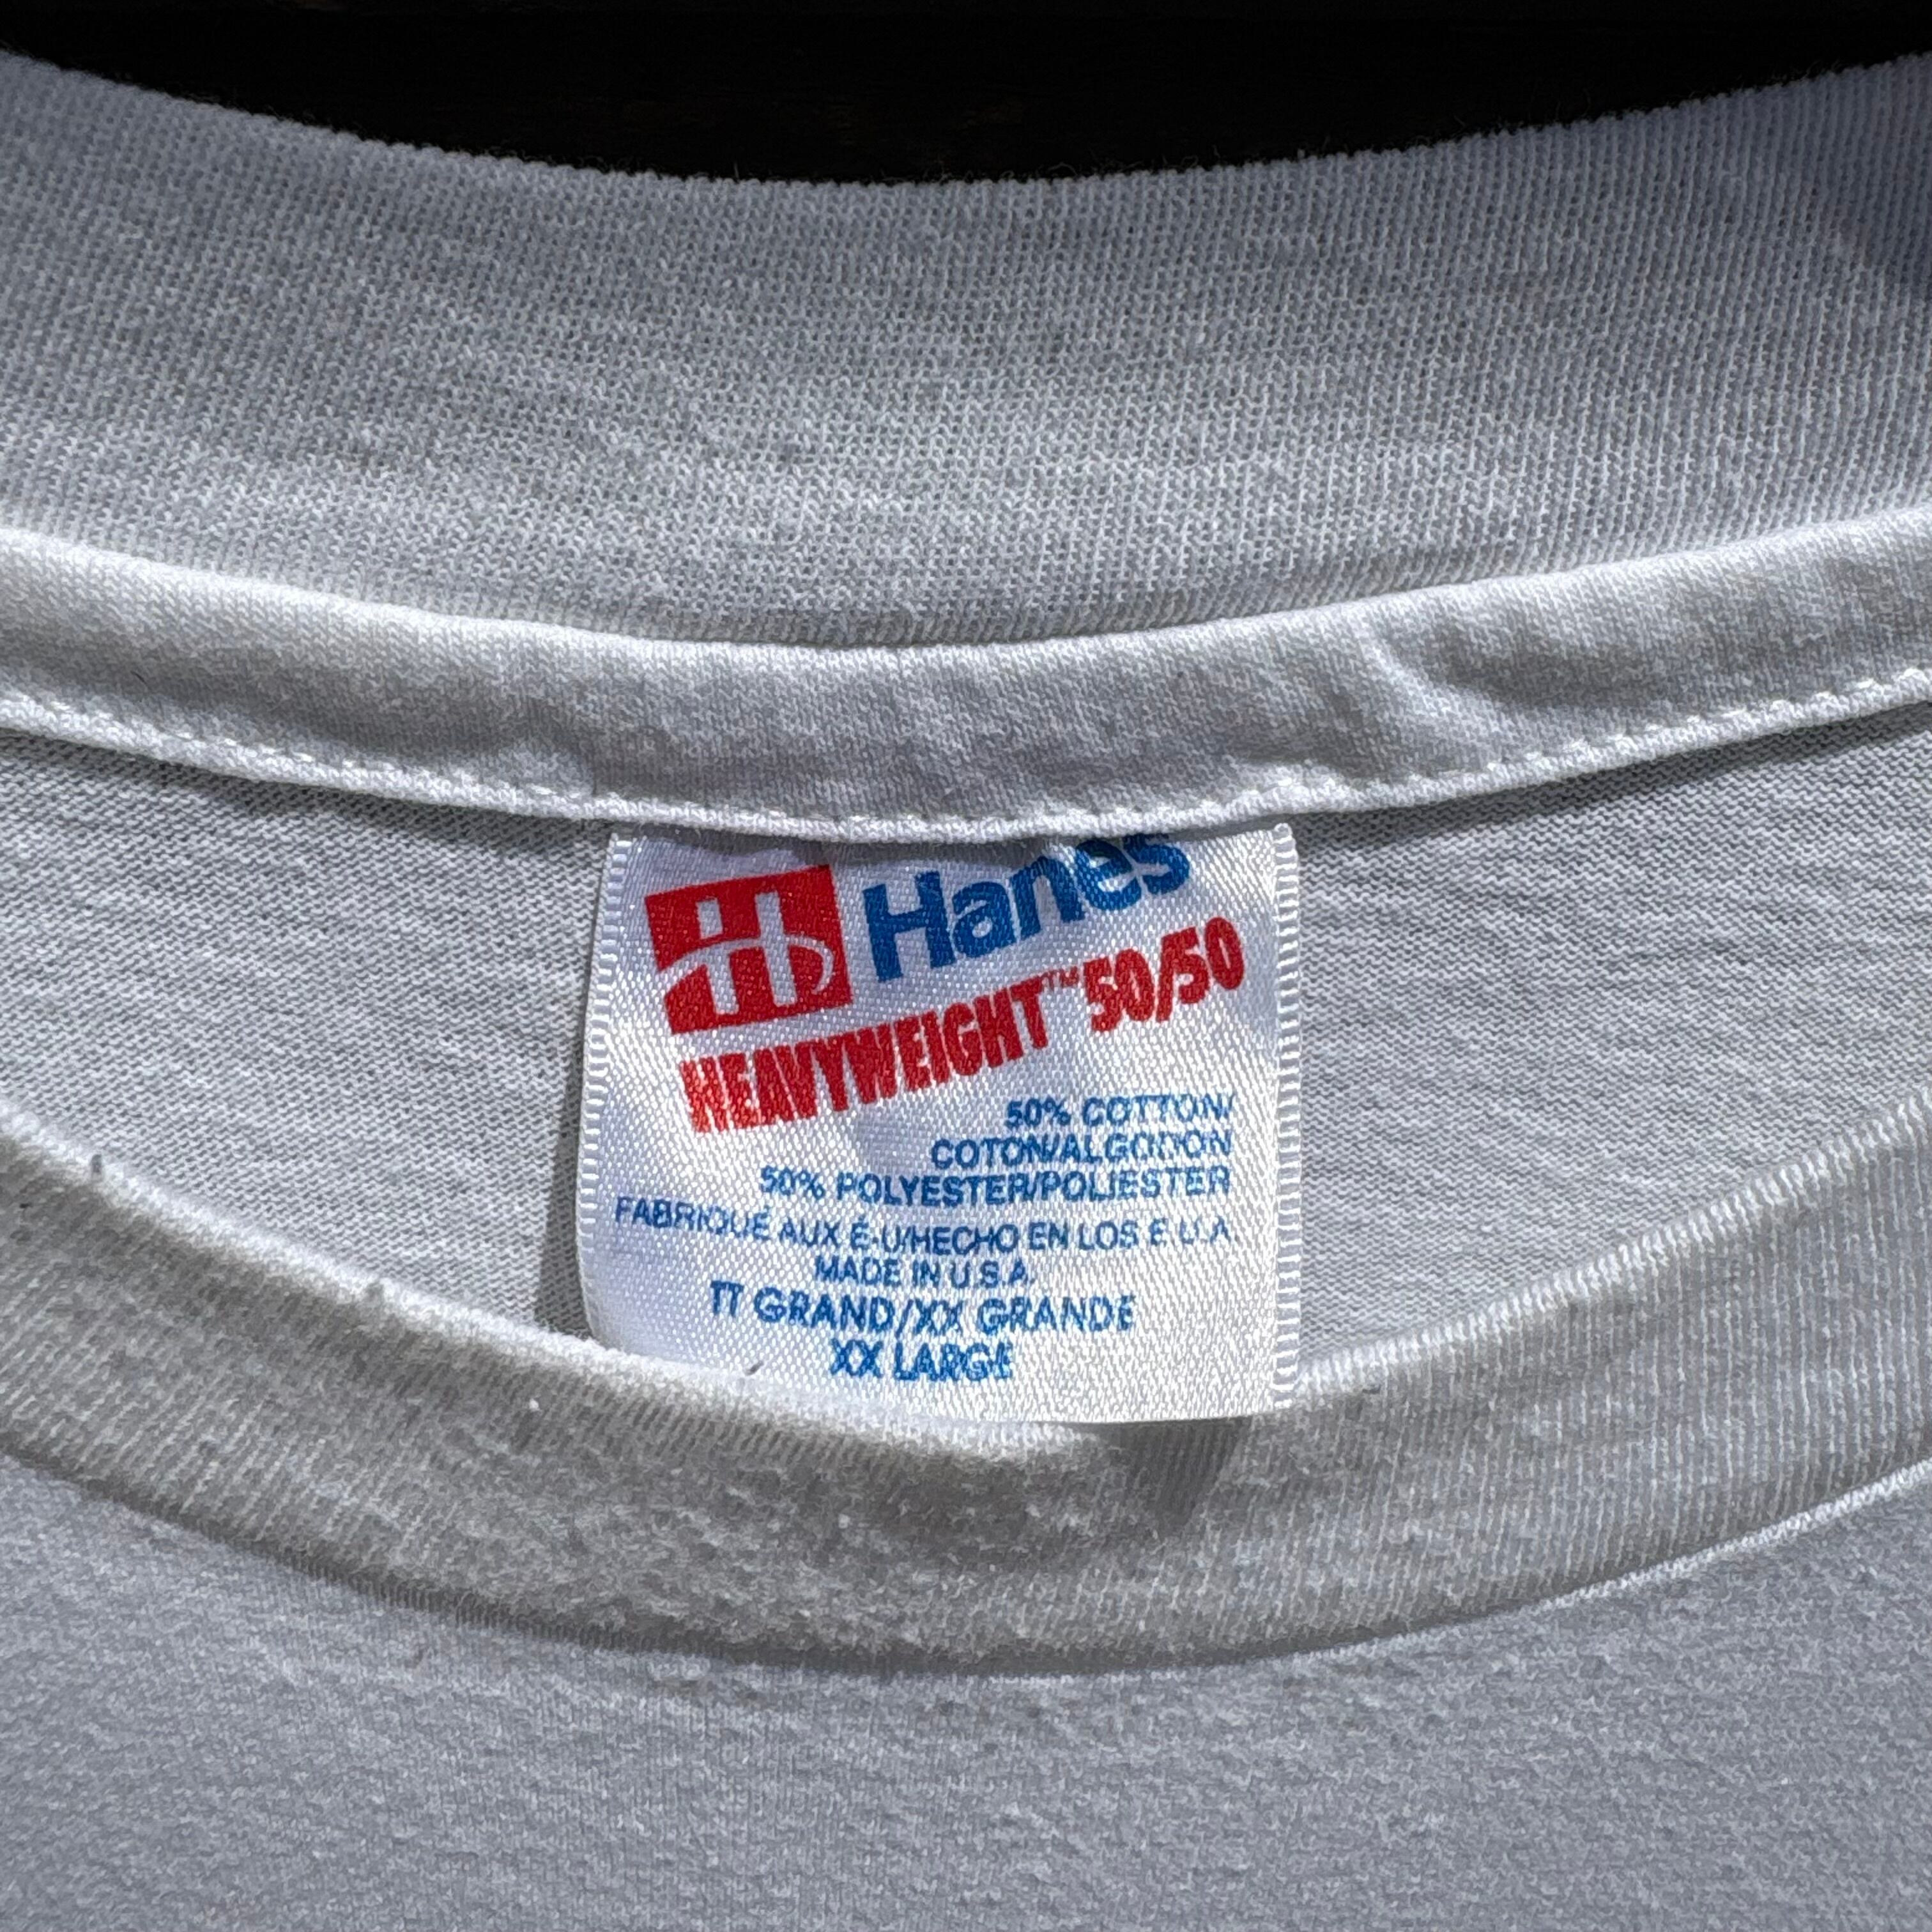 Hanes
HEAVYWEIGHT™ 50/50
50% COTTON/
COTON/ALGODON
50% POLYESTER/POLIESTER
FABRIQUÉ AUX É-U/HECHO EN LOS E.U.A
MADE IN U.S.A.
TT GRAND/XX GRANDE
XX LARGE